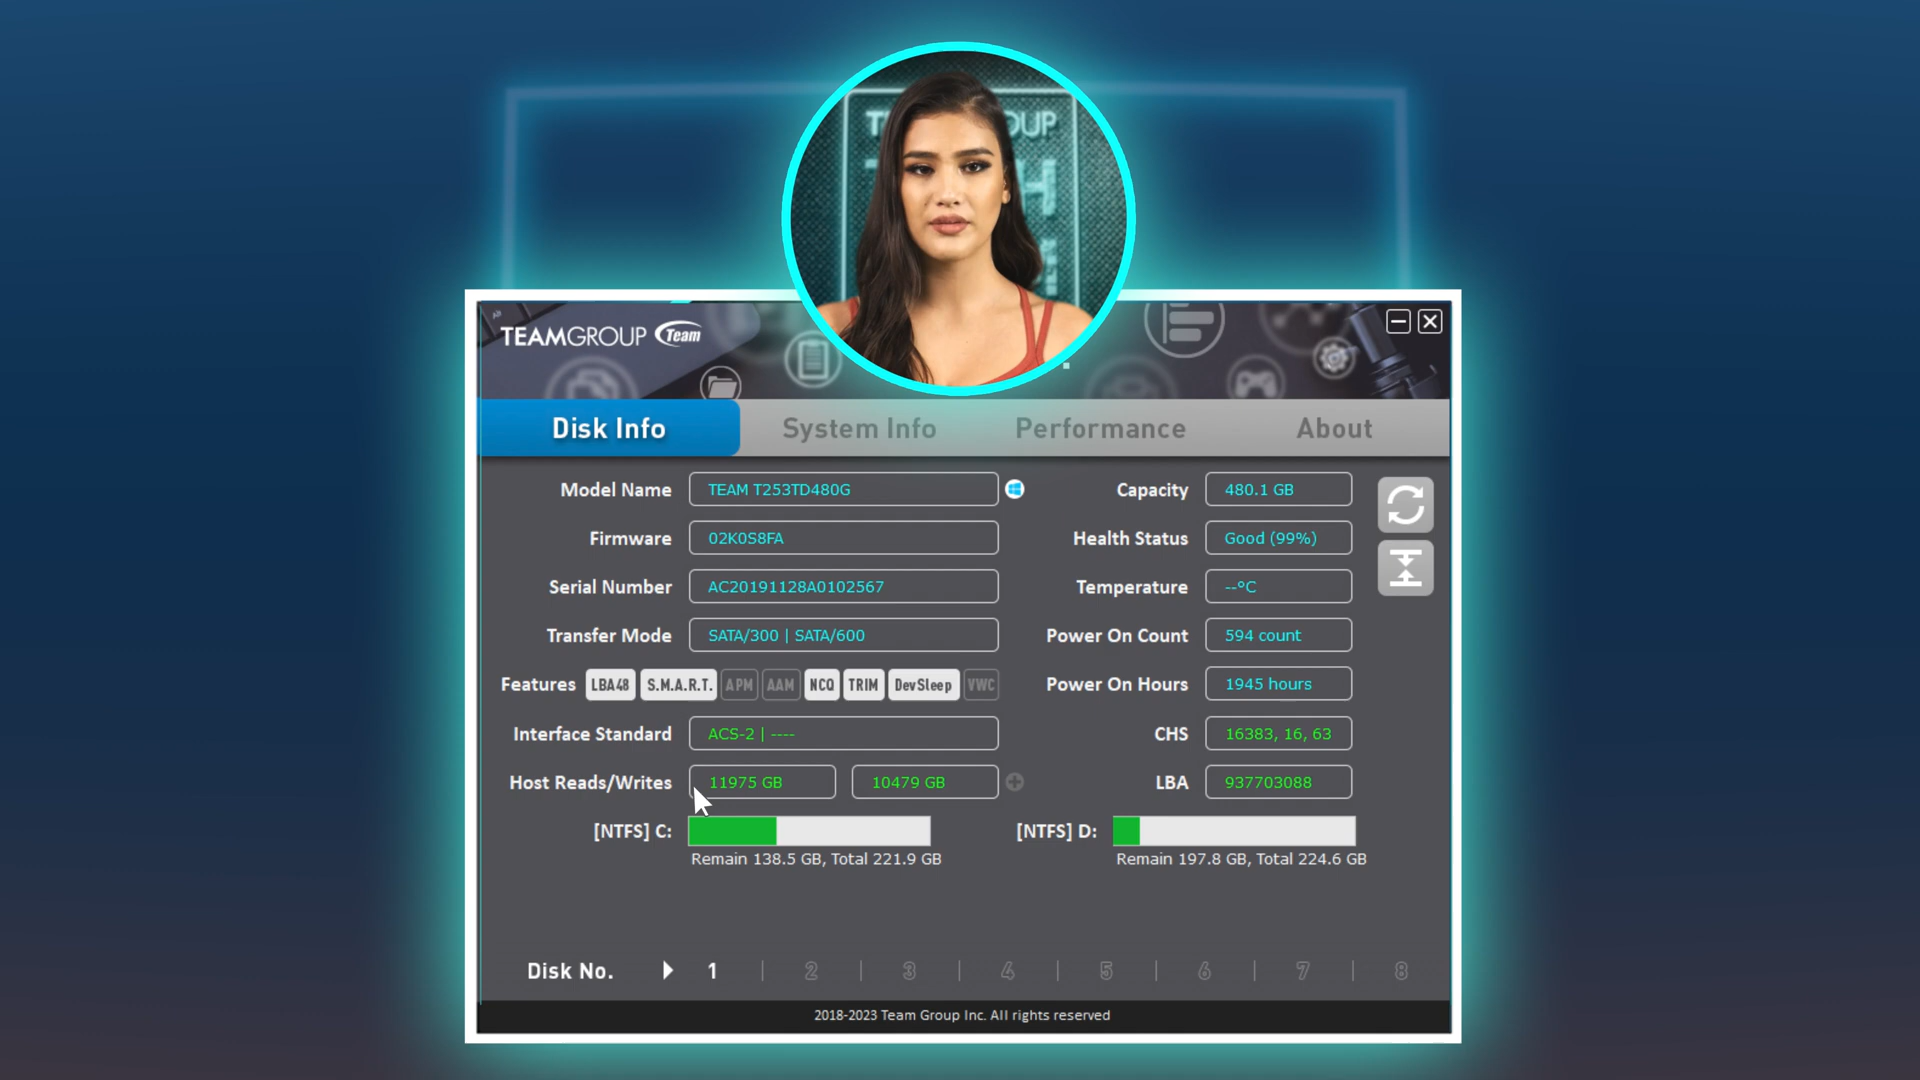 TEAMGROUP Team
Disk Info
System Info
Performance
About
Model Name
TEAM T253TD480G
Capacity
480.1 GB
Firmware
02K0S8FA
Health Status
Good (99%)
Serial Number
AC20191128A0102567
Temperature
--°C
Transfer Mode
SATA/300 | SATA/600
Power On Count
594 count
Features
LBA48
S.M.A.R.T.
APM
AAM
NCQ
TRIM
DevSleep
VWC
Power On Hours
1945 hours
Interface Standard
ACS-2 | ----
CHS
16383, 16, 63
Host Reads/Writes
11975 GB
10479 GB
LBA
937703088
[NTFS] C:
Remain 138.5 GB, Total 221.9 GB
[NTFS] D:
Remain 197.8 GB, Total 224.6 GB
Disk No.
1 | 2 | 3 | 4 | 5 | 6 | 7 | 8
2018-2023 Team Group Inc. All rights reserved